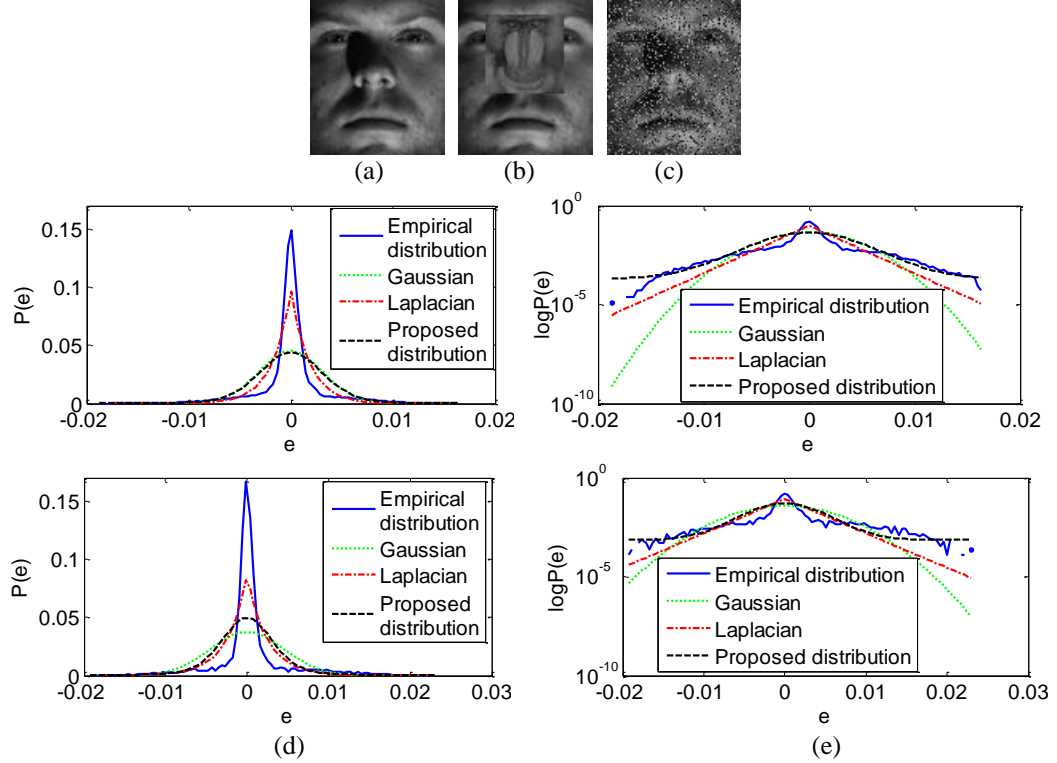 (a) (b) (c)
0.15
0.1
0.05
0
P(e)
-0.02 -0.01 0 0.01 0.02
e
Empirical
distribution
Gaussian
Laplacian
Proposed
distribution
10^0
10^-5
10^-10
logP(e)
-0.02 -0.01 0 0.01 0.02
e
Empirical distribution
Gaussian
Laplacian
Proposed distribution
0.15
0.1
0.05
0
P(e)
-0.02 -0.01 0 0.01 0.02 0.03
e
Empirical
distribution
Gaussian
Laplacian
Proposed
distribution
10^0
10^-5
10^-10
logP(e)
-0.02 -0.01 0 0.01 0.02 0.03
e
Empirical distribution
Gaussian
Laplacian
Proposed distribution
(d) (e)